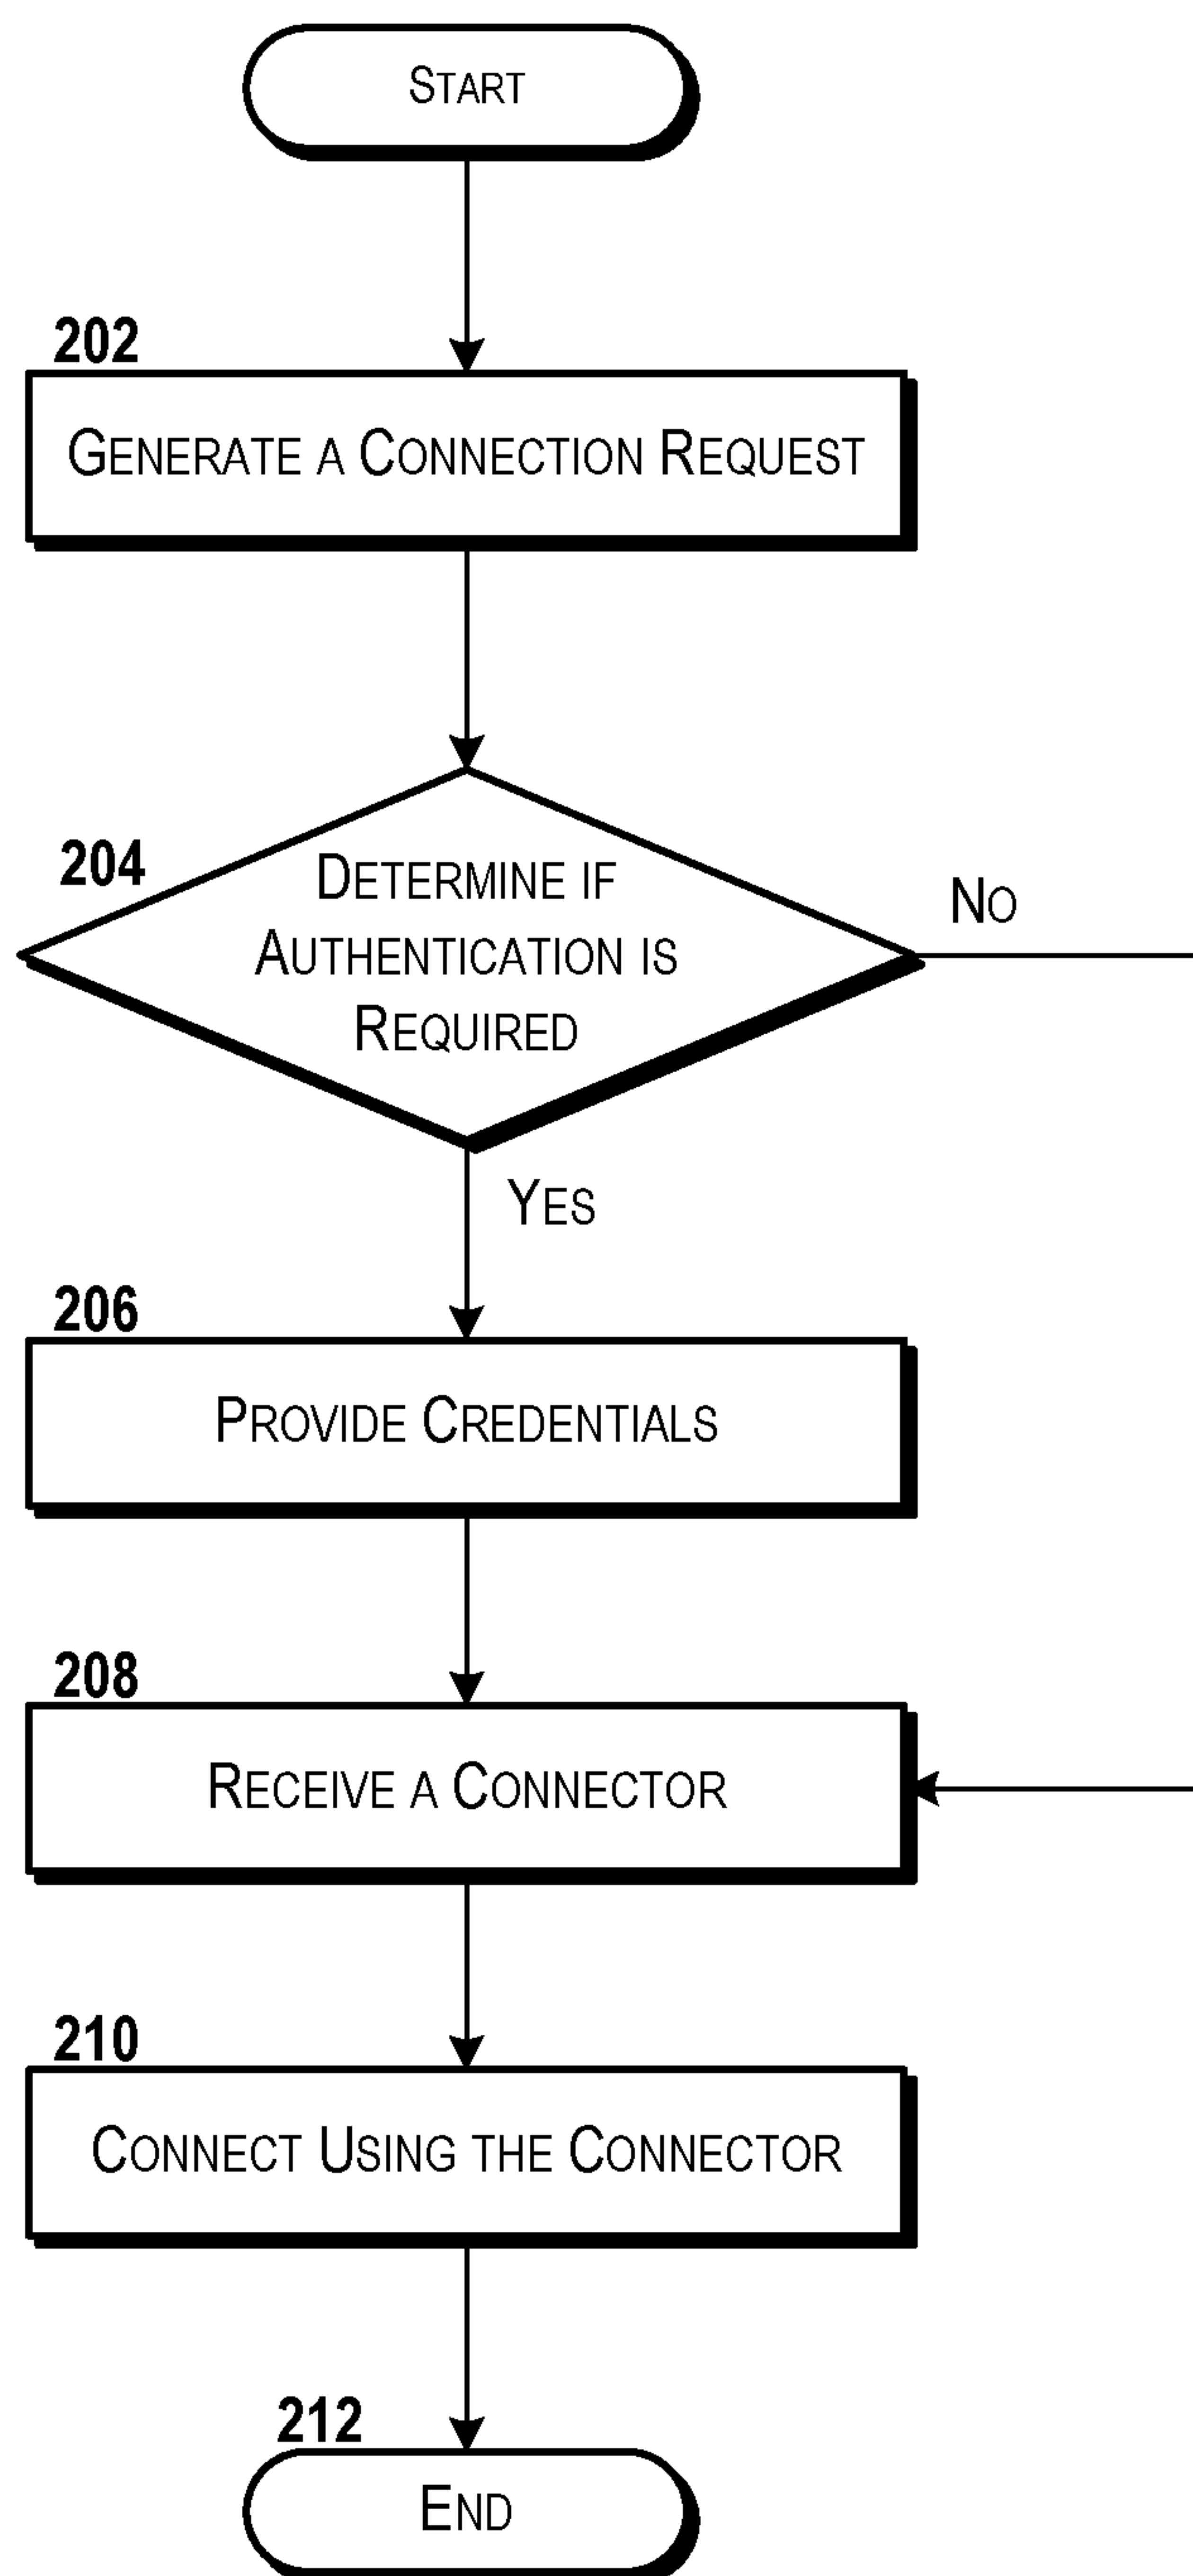 START
202
GENERATE A CONNECTION REQUEST
204
DETERMINE IF
AUTHENTICATION IS
REQUIRED
NO
YES
206
PROVIDE CREDENTIALS
208
RECEIVE A CONNECTOR
210
CONNECT USING THE CONNECTOR
212
END